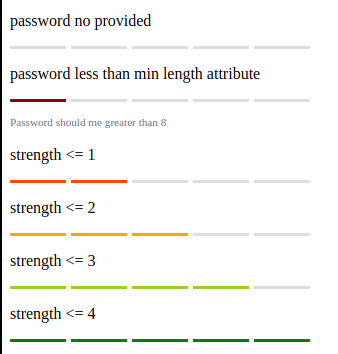 password no provided
password less than min length attribute
Password should me greater than 8
strength <= 1
strength <= 2
strength <= 3
strength <= 4